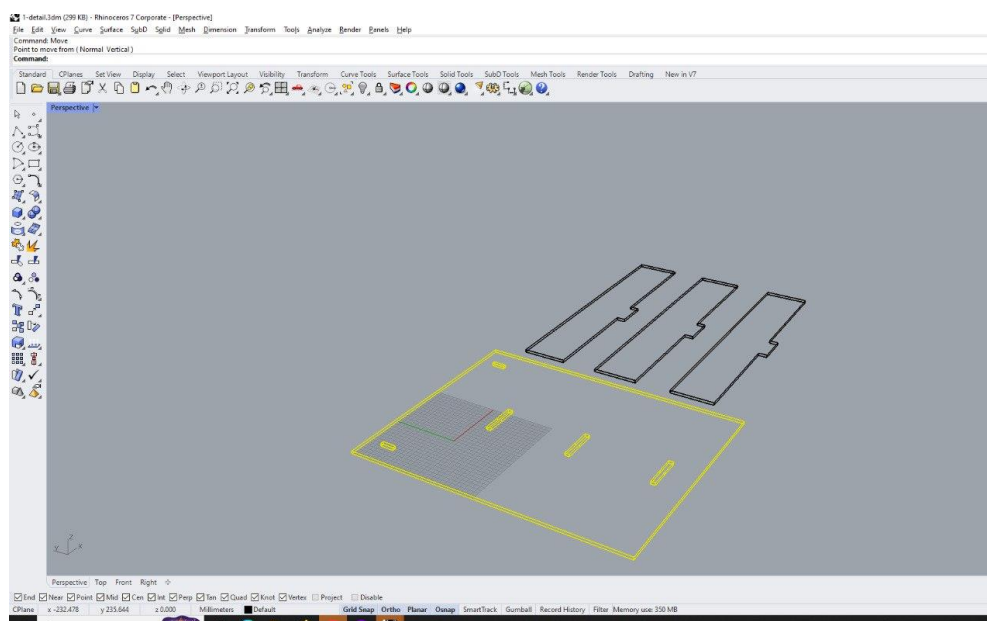 1-detail.3dm (299 KB) - Rhinoceros 7 Corporate - [Perspective]
File Edit View Curve Surface SubD Solid Mesh Dimension Transform Tools Analyze Render Panels Help
Command: Move
Point to move from ( Normal Vertical )
Command:
Standard CPlanes Set View Display Select Viewport Layout Visibility Transform Curve Tools Surface Tools Solid Tools SubD Tools Mesh Tools Render Tools Drafting New in V7
Perspective
z
y x
Perspective Top Front Right
End Near Point Mid Cen Int Perp Tan Quad Knot Vertex Project Disable
CPlane x -232.478 y 235.644 z 0.000 Millimeters Default Grid Snap Ortho Planar Osnap SmartTrack Gumball Record History Filter Memory use: 350 MB